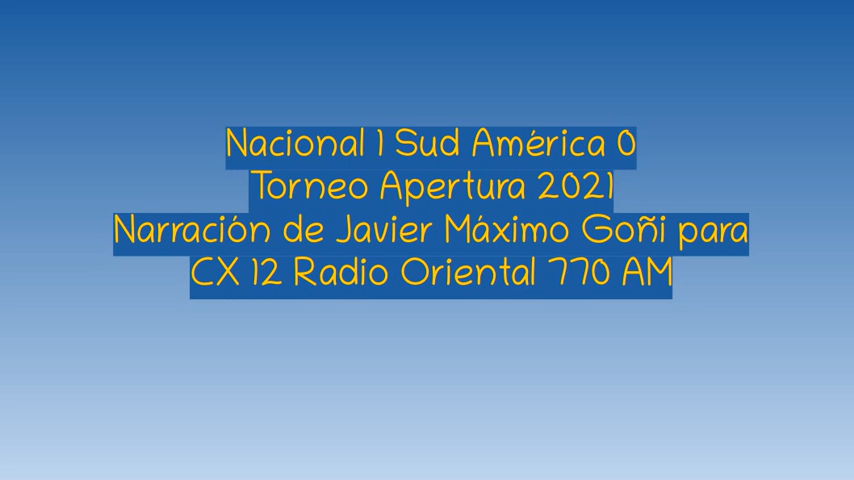 Nacional 1 Sud América 0
Torneo Apertura 2021
Narración de Javier Máximo Goñi para
CX 12 Radio Oriental 770 AM